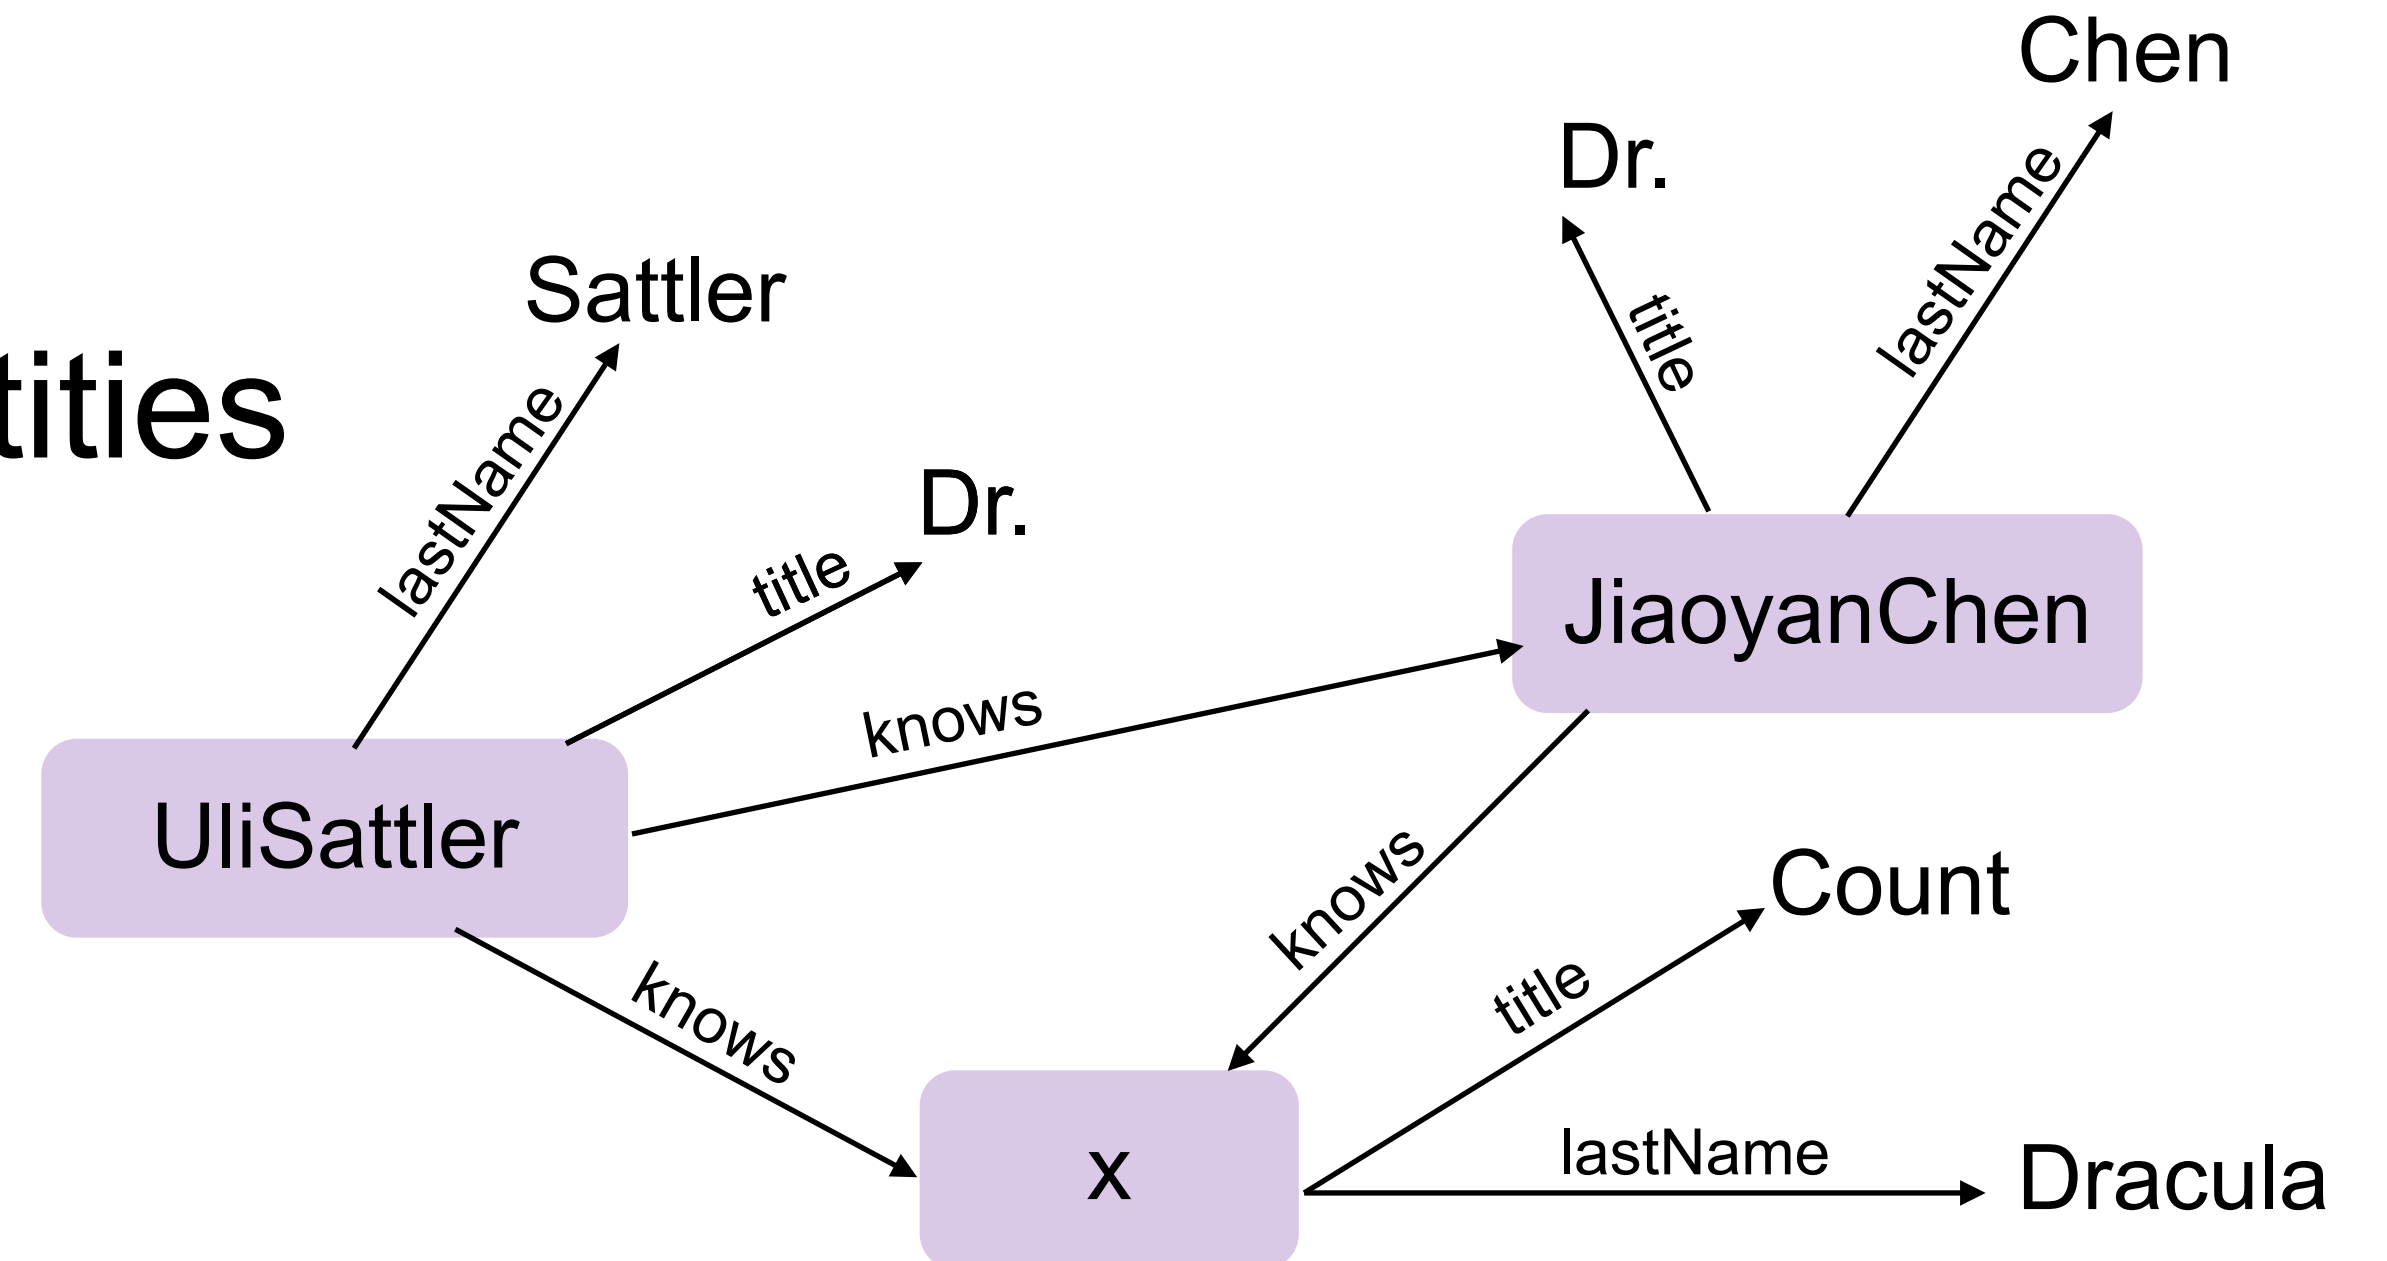 Chen
Dr.
lastName
Sattler
title
tities
lastName
Dr.
title
JiaoyanChen
knows
UliSattler
knows
Count
knows
title
lastName
x
Dracula